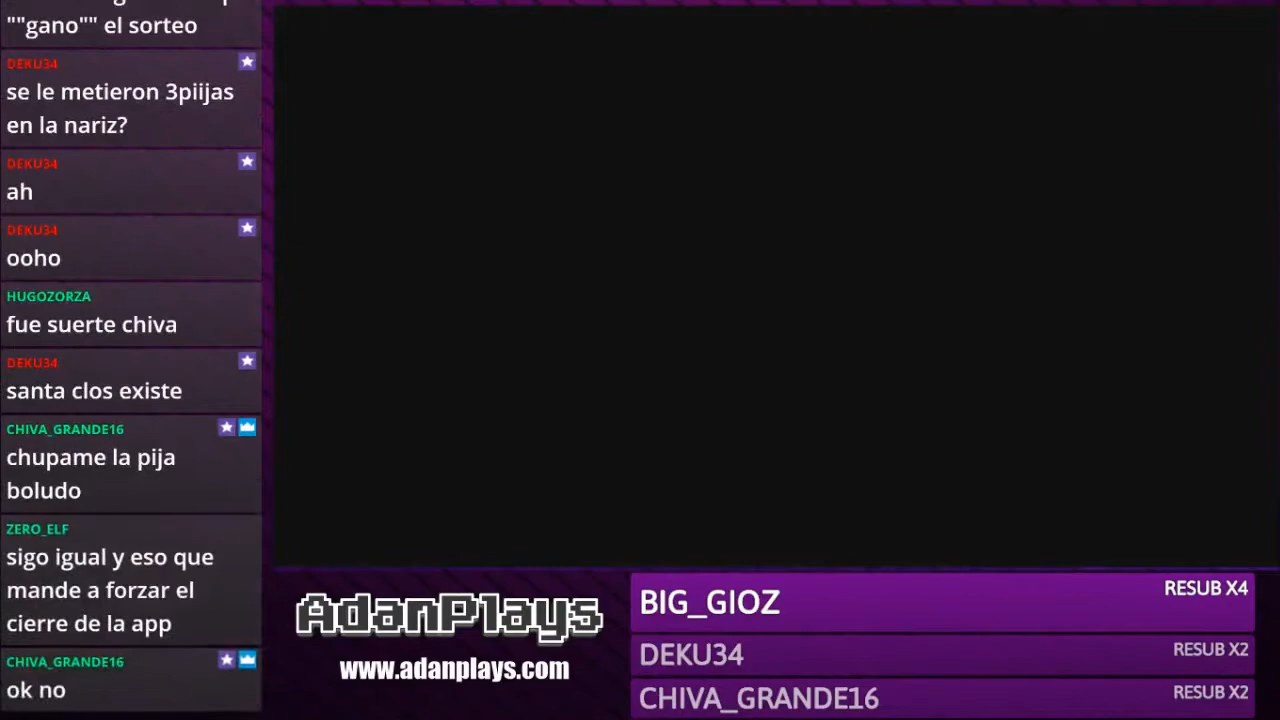 ""gano"" el sorteo
DEKU34
se le metieron 3piijas
en la nariz?
DEKU34
ah
DEKU34
ooho
HUGOZORZA
fue suerte chiva
DEKU34
santa clos existe
CHIVA_GRANDE16
chupame la pija
boludo
ZERO_ELF
sigo igual y eso que
mande a forzar el
cierre de la app
CHIVA_GRANDE16
ok no
AdanPlays
www.adanplays.com
BIG_GIOZ RESUB X4
DEKU34 RESUB X2
CHIVA_GRANDE16 RESUB X2